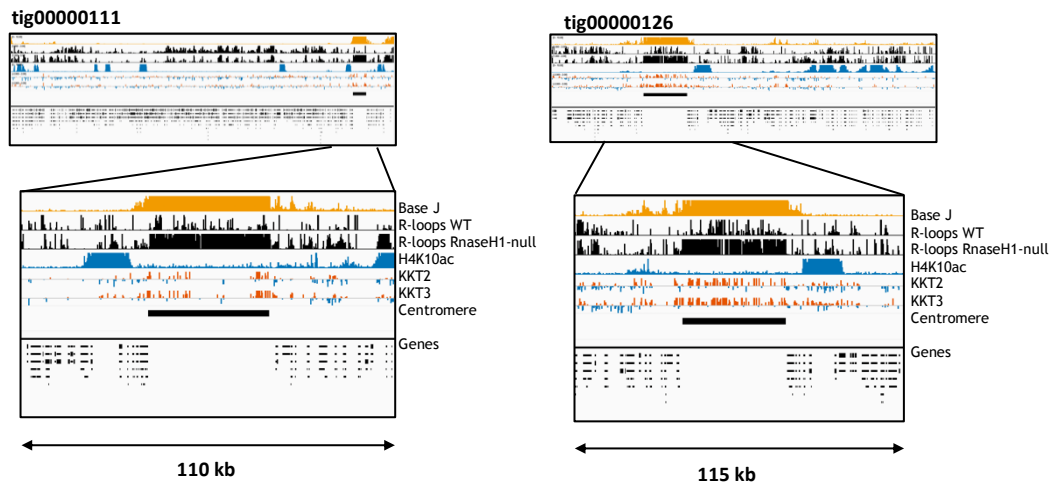 tig00000111
tig00000126
Base J
R-loops WT
R-loops RnaseH1-null
H4K10ac
KKT2
KKT3
Centromere
Genes
110 kb
Base J
R-loops WT
R-loops RnaseH1-null
H4K10ac
KKT2
KKT3
Centromere
Genes
115 kb